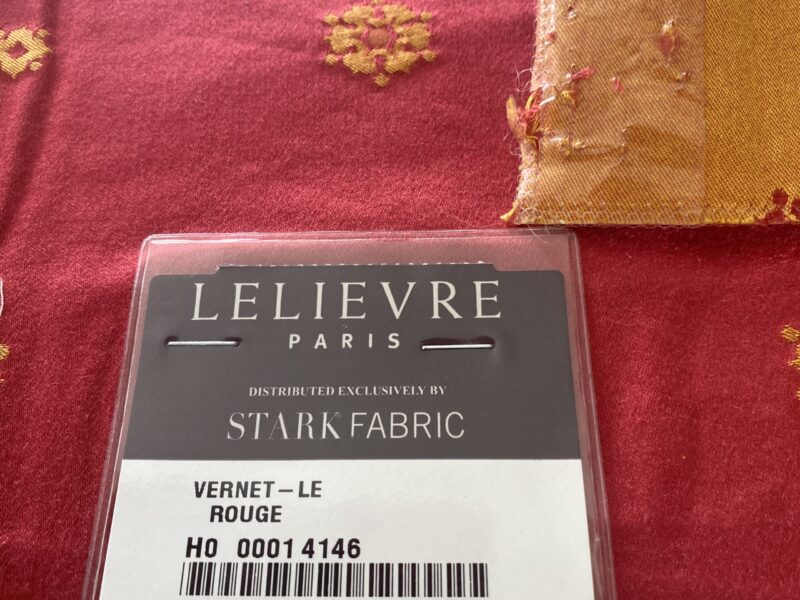 LELIEVRE
PARIS
DISTRIBUTED EXCLUSIVELY BY
STARK FABRIC
VERNET-LE
ROUGE
H0 00014146